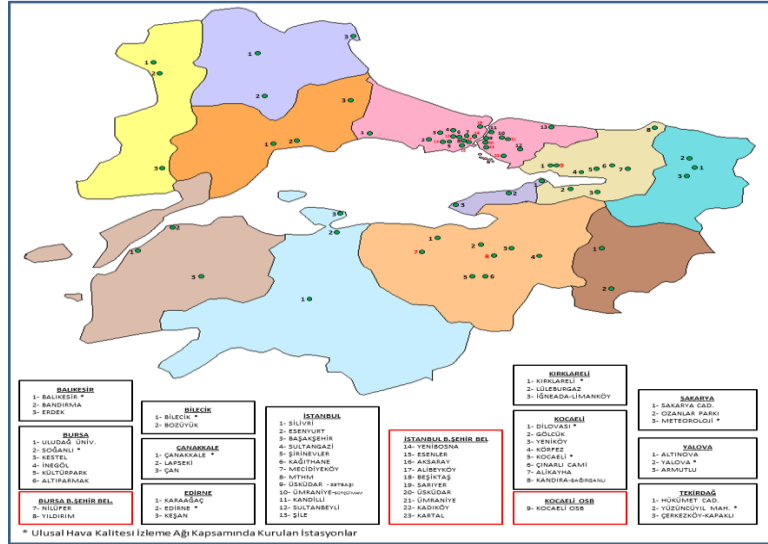 BALIKESİR
1- BALIKESİR *
2- BANDIRMA
3- ERDEK
BURSA
1- ULUDAĞ ÜNİV.
2- SOĞANLI *
3- KESTEL
4- İNEGÖL
5- KÜLTÜRPARK
6- ALTIPARMAK
BURSA B.ŞEHİR BEL.
7- NİLÜFER
8- YILDIRIM
BİLECİK
1- BİLECİK *
2- BOZÜYÜK
ÇANAKKALE
1- ÇANAKKALE *
2- LAPSEKİ
3- ÇAN
EDİRNE
1- KARAAĞAÇ
2- EDİRNE *
3- KEŞAN
İSTANBUL
1- SİLİVRİ
2- ESENYURT
3- BAŞAKŞEHİR
4- SULTANGAZİ
5- ŞİRİNEVLER
6- KAĞITHANE
7- MECİDİYEKÖY
8- MTHM
9- ÜSKÜDAR -
10- ÜMRANİYE-
11- KANDİLLİ
12- SULTANBEYLİ
13- ŞİLE
İSTANBUL B.ŞEHİR BEL
14- YENİBOSNA
15- ESENLER
16- AKSARAY
17- ALİBEYKÖY
18- BEŞİKTAŞ
19- SARIYER
20- ÜSKÜDAR
21- ÜMRANİYE
22- KADIKÖY
23- KARTAL
KIRKLARELİ
1- KIRKLARELİ *
2- LÜLEBURGAZ
3- İĞNEADA-LİMANKÖY
KOCAELİ
1- DİLOVASI *
2- GÖLCÜK
3- YENİKÖY
4- KÖRFEZ
5- KOCAELİ *
6- ÇINARLI CAMİ
7- ALİKAYHA
8- KANDIRA-BAĞIRGANLI
KOCAELİ OSB
9- KOCAELİ OSB
SAKARYA
1- SAKARYA CAD.
2- OZANLAR PARKI
3- METEOROLOJİ *
YALOVA
1- ALTINOVA
2- YALOVA *
3- ARMUTLU
TEKİRDAĞ
1- HÜKÜMET CAD.
2- YÜZÜNCÜYIL MAH. *
3- ÇERKEZKÖY-KAPAKLI
* Ulusal Hava Kalitesi İzleme Ağı Kapsamında Kurulan İstasyonlar